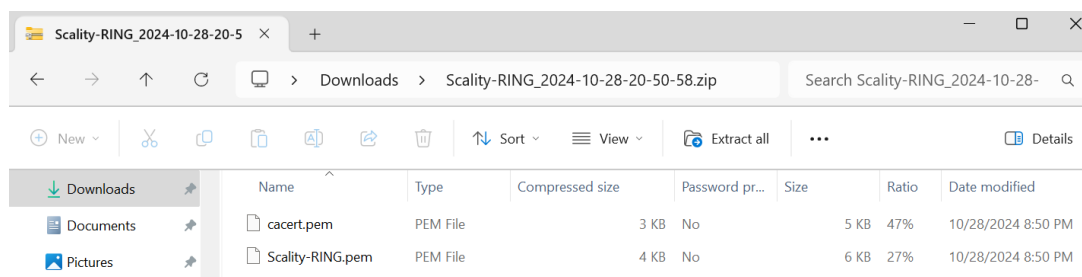 Scality-RING_2024-10-28-20-5
Downloads > Scality-RING_2024-10-28-20-50-58.zip Search Scality-RING_2024-10-28-
New Sort View Extract all ... Details
Downloads Name Type Compressed size Password pr... Size Ratio Date modified
Documents cacert.pem PEM File 3 KB No 5 KB 47% 10/28/2024 8:50 PM
Pictures Scality-RING.pem PEM File 4 KB No 6 KB 27% 10/28/2024 8:50 PM